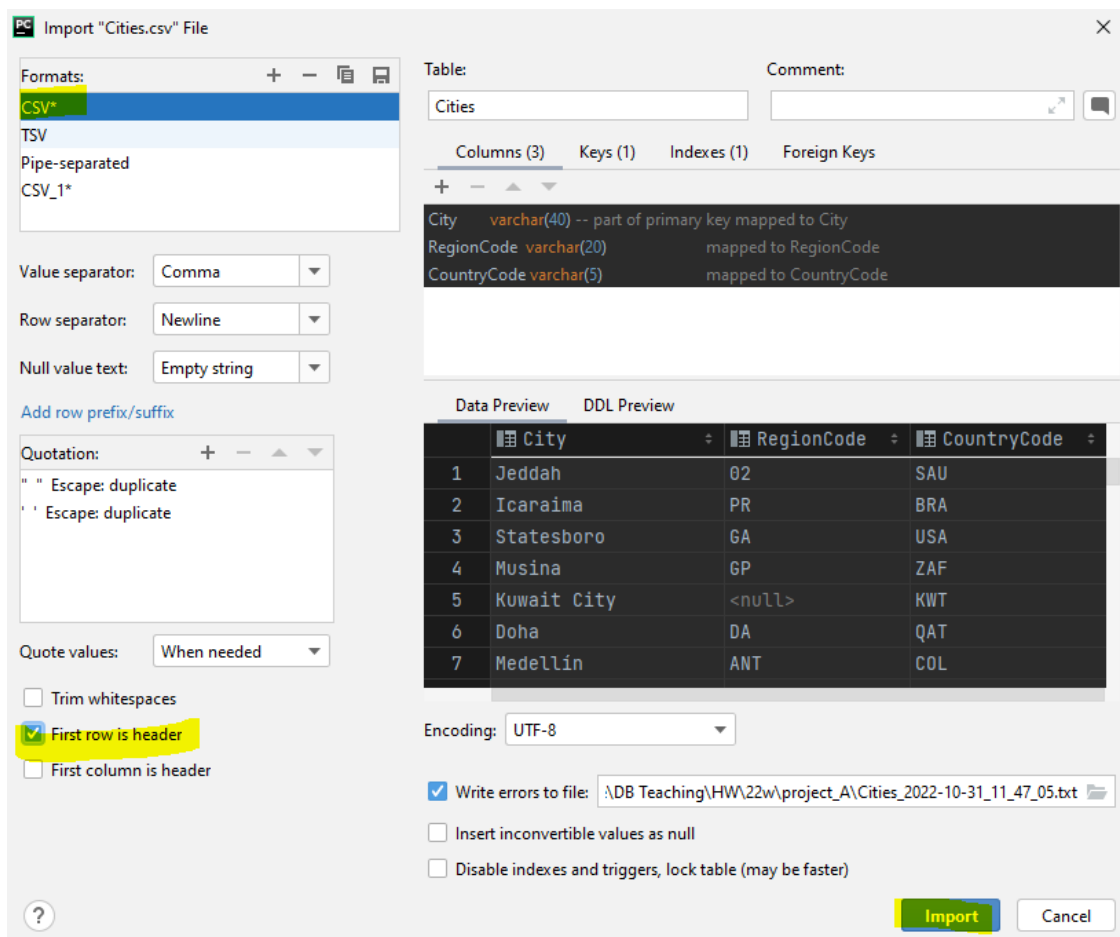 PC Import "Cities.csv" File
Formats:
CSV*
TSV
Pipe-separated
CSV_1*
Value separator: Comma
Row separator: Newline
Null value text: Empty string
Add row prefix/suffix
Quotation:
" " Escape: duplicate
' ' Escape: duplicate
Quote values: When needed
Trim whitespaces
First row is header
First column is header
Table: Comment:
Cities
Columns (3) Keys (1) Indexes (1) Foreign Keys
City varchar(40) -- part of primary key mapped to City
RegionCode varchar(20) mapped to RegionCode
CountryCode varchar(5) mapped to CountryCode
Data Preview DDL Preview
City RegionCode CountryCode
1 Jeddah 02 SAU
2 Icaraima PR BRA
3 Statesboro GA USA
4 Musina GP ZAF
5 Kuwait City <null> KWT
6 Doha DA QAT
7 Medellín ANT COL
Encoding: UTF-8
Write errors to file: :\DB Teaching\HW\22w\project_A\Cities_2022-10-31_11_47_05.txt
Insert inconvertible values as null
Disable indexes and triggers, lock table (may be faster)
? Import Cancel